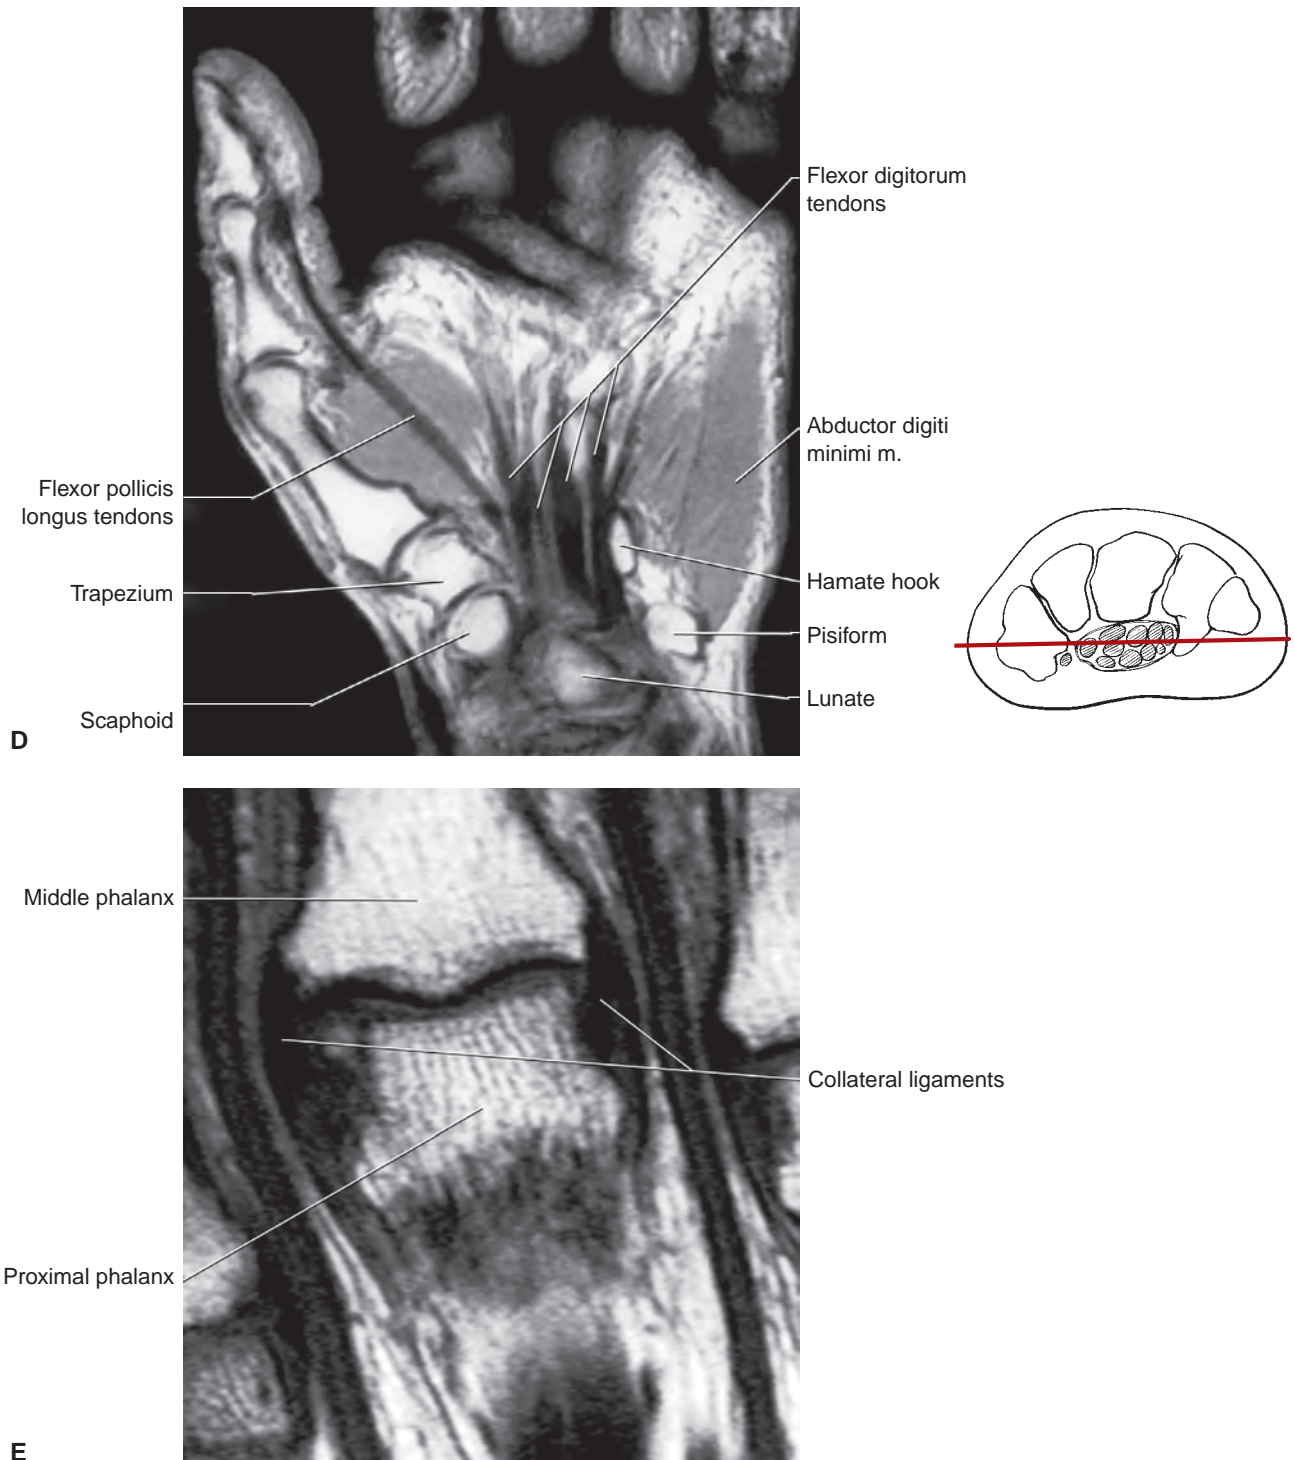 Flexor digitorum
tendons
Abductor digiti
minimi m.
Flexor pollicis
longus tendons
Trapezium
Hamate hook
Pisiform
Lunate
Scaphoid
D
Middle phalanx
Collateral ligaments
Proximal phalanx
E